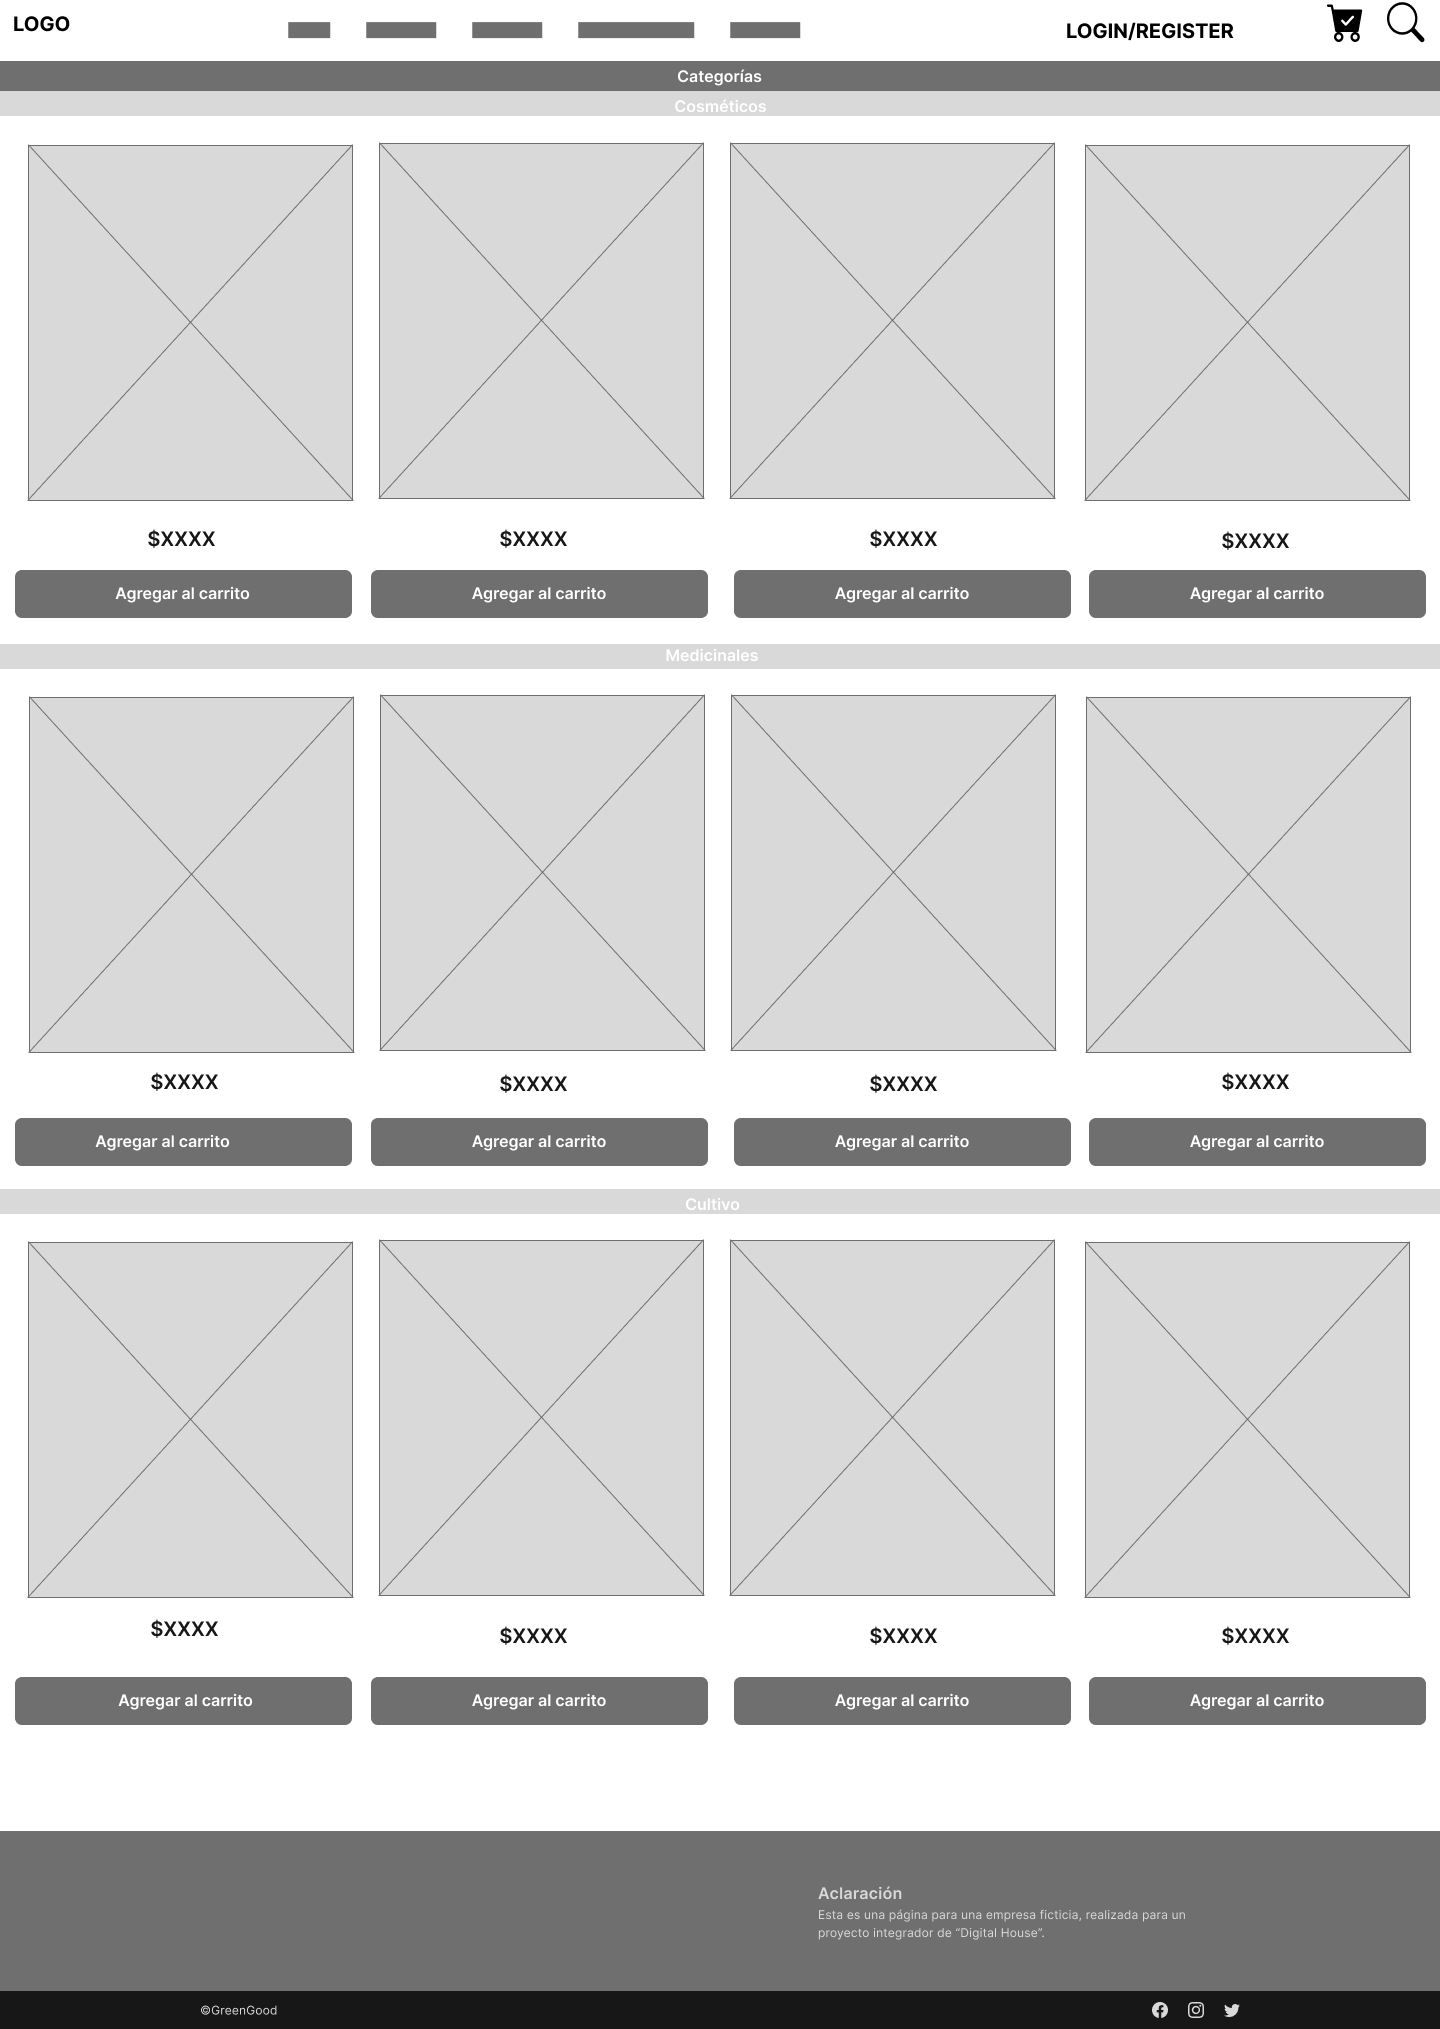 LOGO
LOGIN/REGISTER
Categorías
Cosméticos
$XXXX
$XXXX
$XXXX
$XXXX
Agregar al carrito
Agregar al carrito
Agregar al carrito
Agregar al carrito
Medicinales
$XXXX
$XXXX
$XXXX
$XXXX
Agregar al carrito
Agregar al carrito
Agregar al carrito
Agregar al carrito
Cultivo
$XXXX
$XXXX
$XXXX
$XXXX
Agregar al carrito
Agregar al carrito
Agregar al carrito
Agregar al carrito
Aclaración
Esta es una página para una empresa ficticia, realizada para un
proyecto integrador de “Digital House”.
©GreenGood